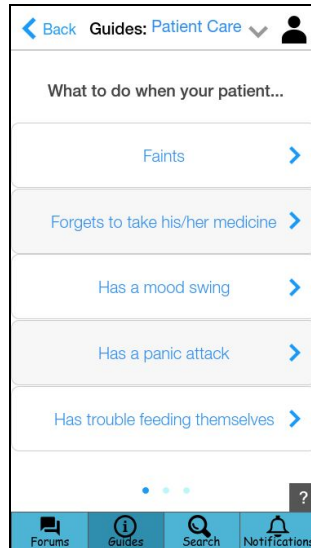 Back Guides: Patient Care
What to do when your patient...
Faints
Forgets to take his/her medicine
Has a mood swing
Has a panic attack
Has trouble feeding themselves
?
Forums Guides Search Notifications